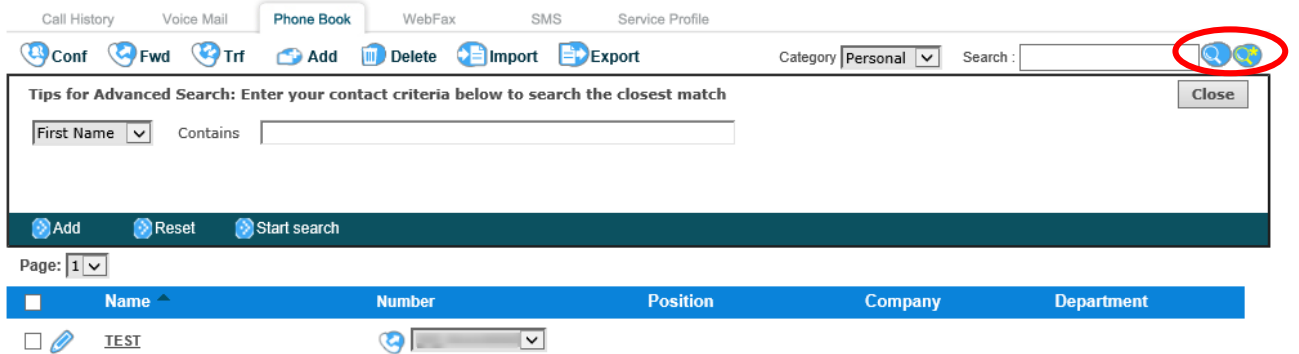 Call History Voice Mail Phone Book WebFax SMS Service Profile
Conf Fwd Trf Add Delete Import Export Category Personal Search :
Tips for Advanced Search: Enter your contact criteria below to search the closest match Close
First Name Contains
Add Reset Start search
Page: 1
Name Number Position Company Department
TEST